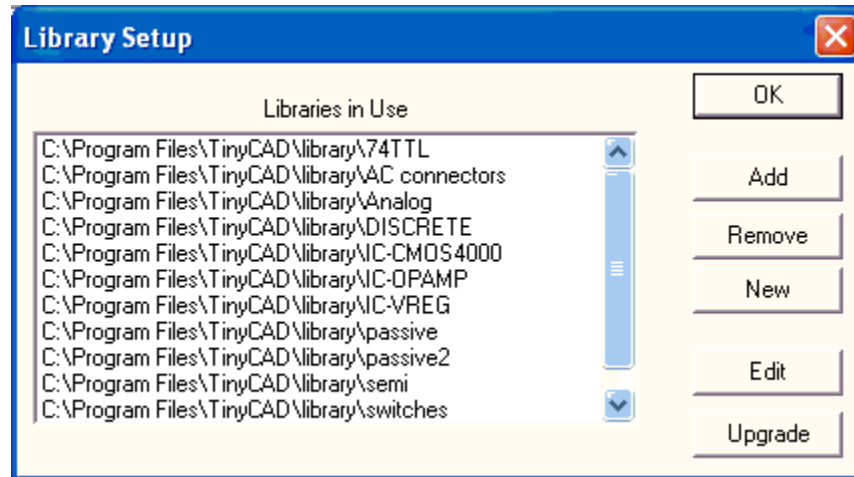 Library Setup
Libraries in Use
C:\Program Files\TinyCAD\library\74TTL
C:\Program Files\TinyCAD\library\AC connectors
C:\Program Files\TinyCAD\library\Analog
C:\Program Files\TinyCAD\library\DISCRETE
C:\Program Files\TinyCAD\library\IC-CMOS4000
C:\Program Files\TinyCAD\library\IC-OPAMP
C:\Program Files\TinyCAD\library\IC-VREG
C:\Program Files\TinyCAD\library\passive
C:\Program Files\TinyCAD\library\passive2
C:\Program Files\TinyCAD\library\semi
C:\Program Files\TinyCAD\library\switches
OK
Add
Remove
New
Edit
Upgrade